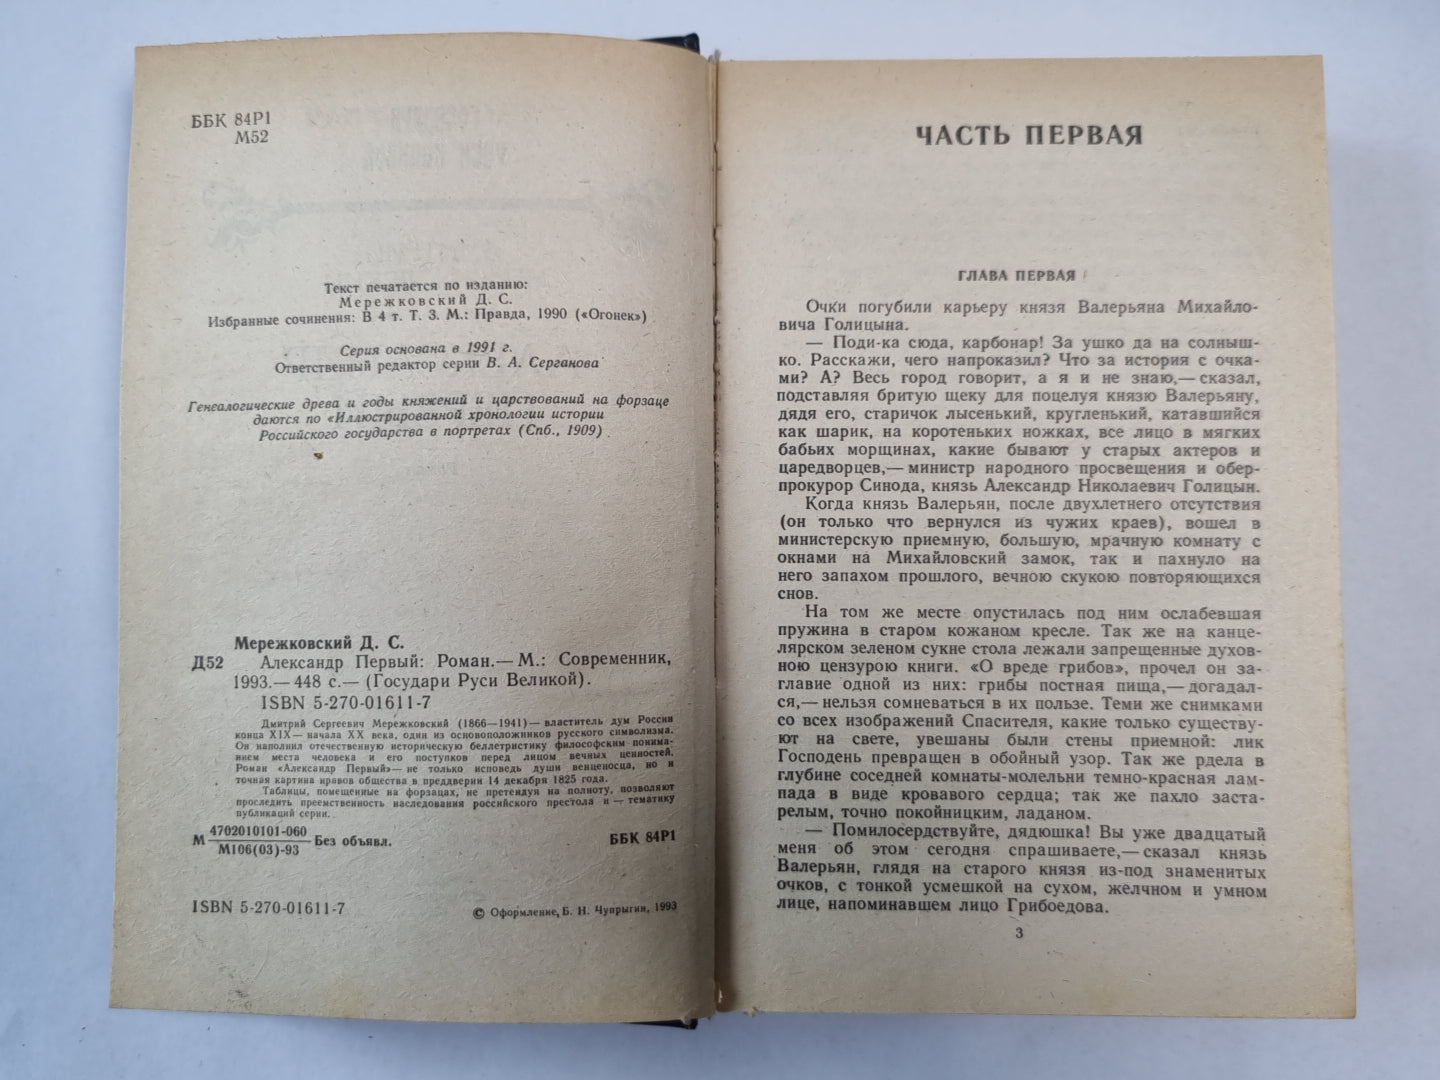 ББК 84Р1
М52
Текст печатается по изданию:
Мережковский Д. С.
Избранные сочинения: В 4 т. Т. 3. М.: Правда, 1990 («Огонек»)
Серия основана в 1991 г.
Ответственный редактор серии В. А. Серганова
Генеалогические древа и годы княжений и царствований на форзаце
даются по «Иллюстрированной хронологии истории
Российского государства в портретах (Спб., 1909)
Мережковский Д. С.
Д52 Александр Первый: Роман.— М.: Современник,
1993.— 448 с.— (Государи Руси Великой).
ISBN 5-270-01611-7
Дмитрий Сергеевич Мережковский (1866—1941)— властитель дум России
конца XIX— начала XX века, один из основоположников русского символизма.
Он наполнил отечественную историческую беллетристику философским понима-
нием места человека и его поступков перед лицом вечных ценностей.
Роман «Александр Первый»— не только исповедь души венценосца, но и
точная картина нравов общества в преддверии 14 декабря 1825 года.
Таблицы, помещенные на форзацах, не претендуя на полноту, позволяют
проследить преемственность наследования российского престола и — тематику
публикаций серии.
М 4702010101-060 Без объявл.
М106(03)-93
ББК 84Р1
ISBN 5-270-01611-7
© Оформление, Б. Н. Чупрыгин, 1993
ЧАСТЬ ПЕРВАЯ
ГЛАВА ПЕРВАЯ
Очки погубили карьеру князя Валерьяна Михайло-
вича Голицына.
— Поди-ка сюда, карбонар! За ушко да на солныш-
ко. Расскажи, чего напроказил? Что за история с очка-
ми? А? Весь город говорит, а я и не знаю,— сказал,
подставляя бритую щеку для поцелуя князю Валерьяну,
дядя его, старичок лысенький, кругленький, катавшийся
как шарик, на коротеньких ножках, все лицо в мягких
бабьих морщинах, какие бывают у старых актеров и
царедворцев,— министр народного просвещения и обер-
прокурор Синода, князь Александр Николаевич Голицын.
Когда князь Валерьян, после двухлетнего отсутствия
(он только что вернулся из чужих краев), вошел в
министерскую приемную, большую, мрачную комнату с
окнами на Михайловский замок, так и пахнуло на
него запахом прошлого, вечною скукою повторяющихся
снов.
На том же месте опустилась под ним ослабевшая
пружина в старом кожаном кресле. Так же на канце-
лярском зеленом сукне стола лежали запрещенные духов-
ною цензурою книги. «О вреде грибов», прочел он за-
главие одной из них: грибы постная пища,— догадал-
ся,— нельзя сомневаться в их пользе. Теми же снимками
со всех изображений Спасителя, какие только существу-
ют на свете, увешаны были стены приемной: лик
Господень превращен в обойный узор. Так же рдела в
глубине соседней комнаты-молельни темно-красная лам-
пада в виде кровавого сердца; так же пахло заста-
релым, точно покойницким, ладаном.
— Помилосердствуйте, дядюшка! Вы уже двадцатый
меня об этом сегодня спрашиваете,— сказал князь
Валерьян, глядя на старого князя из-под знаменитых
очков, с тонкой усмешкой на сухом, желчном и умном
лице, напоминавшем лицо Грибоедова.
3